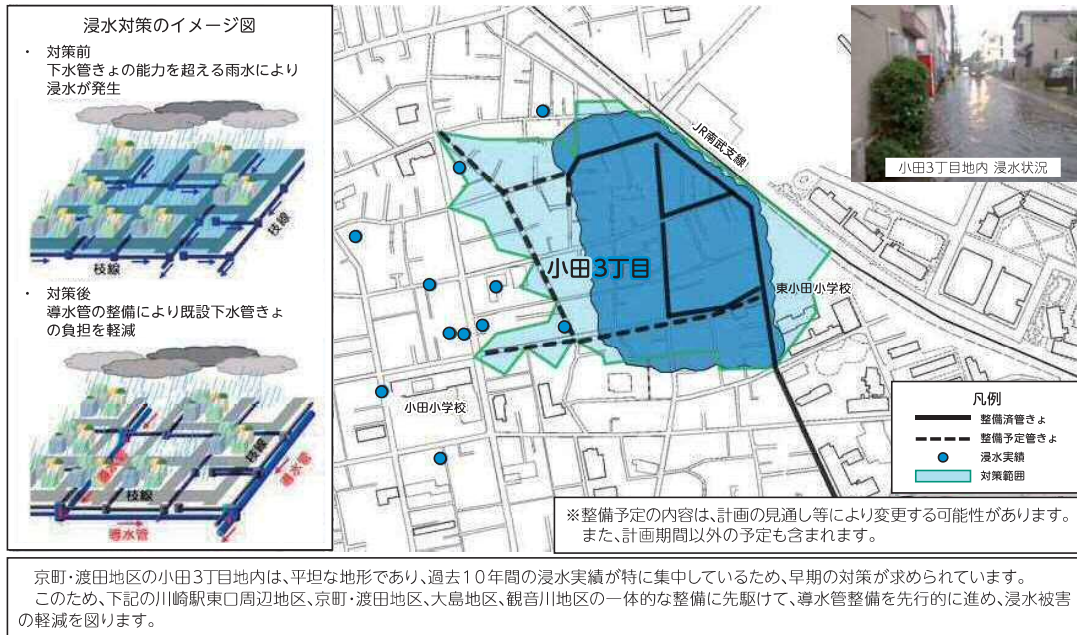 浸水対策のイメージ図
・ 対策前
下水管きょの能力を超える雨水により
浸水が発生
枝線
枝線
・ 対策後
導水管の整備により既設下水管きょ
の負担を軽減
導水管
枝線
導水管
導水管
枝線
導水管
JR南武支線
小田3丁目
東小田小学校
小田小学校
小田3丁目地内 浸水状況
凡例
整備済管きょ
整備予定管きょ
浸水実績
対策範囲
※整備予定の内容は、計画の見通し等により変更する可能性があります。
また、計画期間以外の予定も含まれます。
京町・渡田地区の小田3丁目地内は、平坦な地形であり、過去10年間の浸水実績が特に集中しているため、早期の対策が求められています。
このため、下記の川崎駅東口周辺地区、京町・渡田地区、大島地区、観音川地区の一体的な整備に先駆けて、導水管整備を先行的に進め、浸水被害
の軽減を図ります。